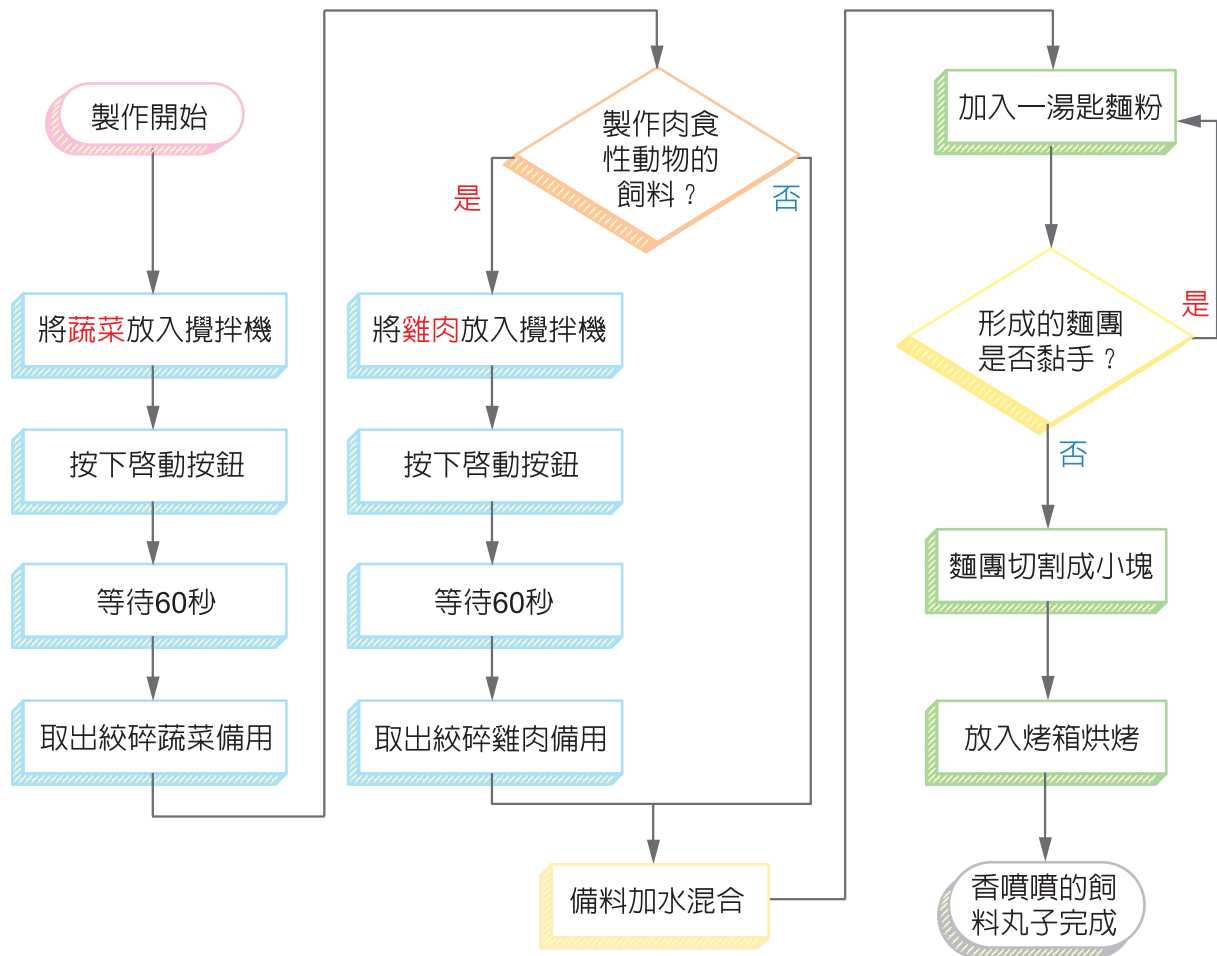 製作開始
將蔬菜放入攪拌機
按下啓動按鈕
等待60秒
取出絞碎蔬菜備用
製作肉食
性動物的
飼料？
是
否
將雞肉放入攪拌機
按下啓動按鈕
等待60秒
取出絞碎雞肉備用
備料加水混合
加入一湯匙麵粉
形成的麵團
是否黏手？
是
否
麵團切割成小塊
放入烤箱烘烤
香噴噴的飼
料丸子完成